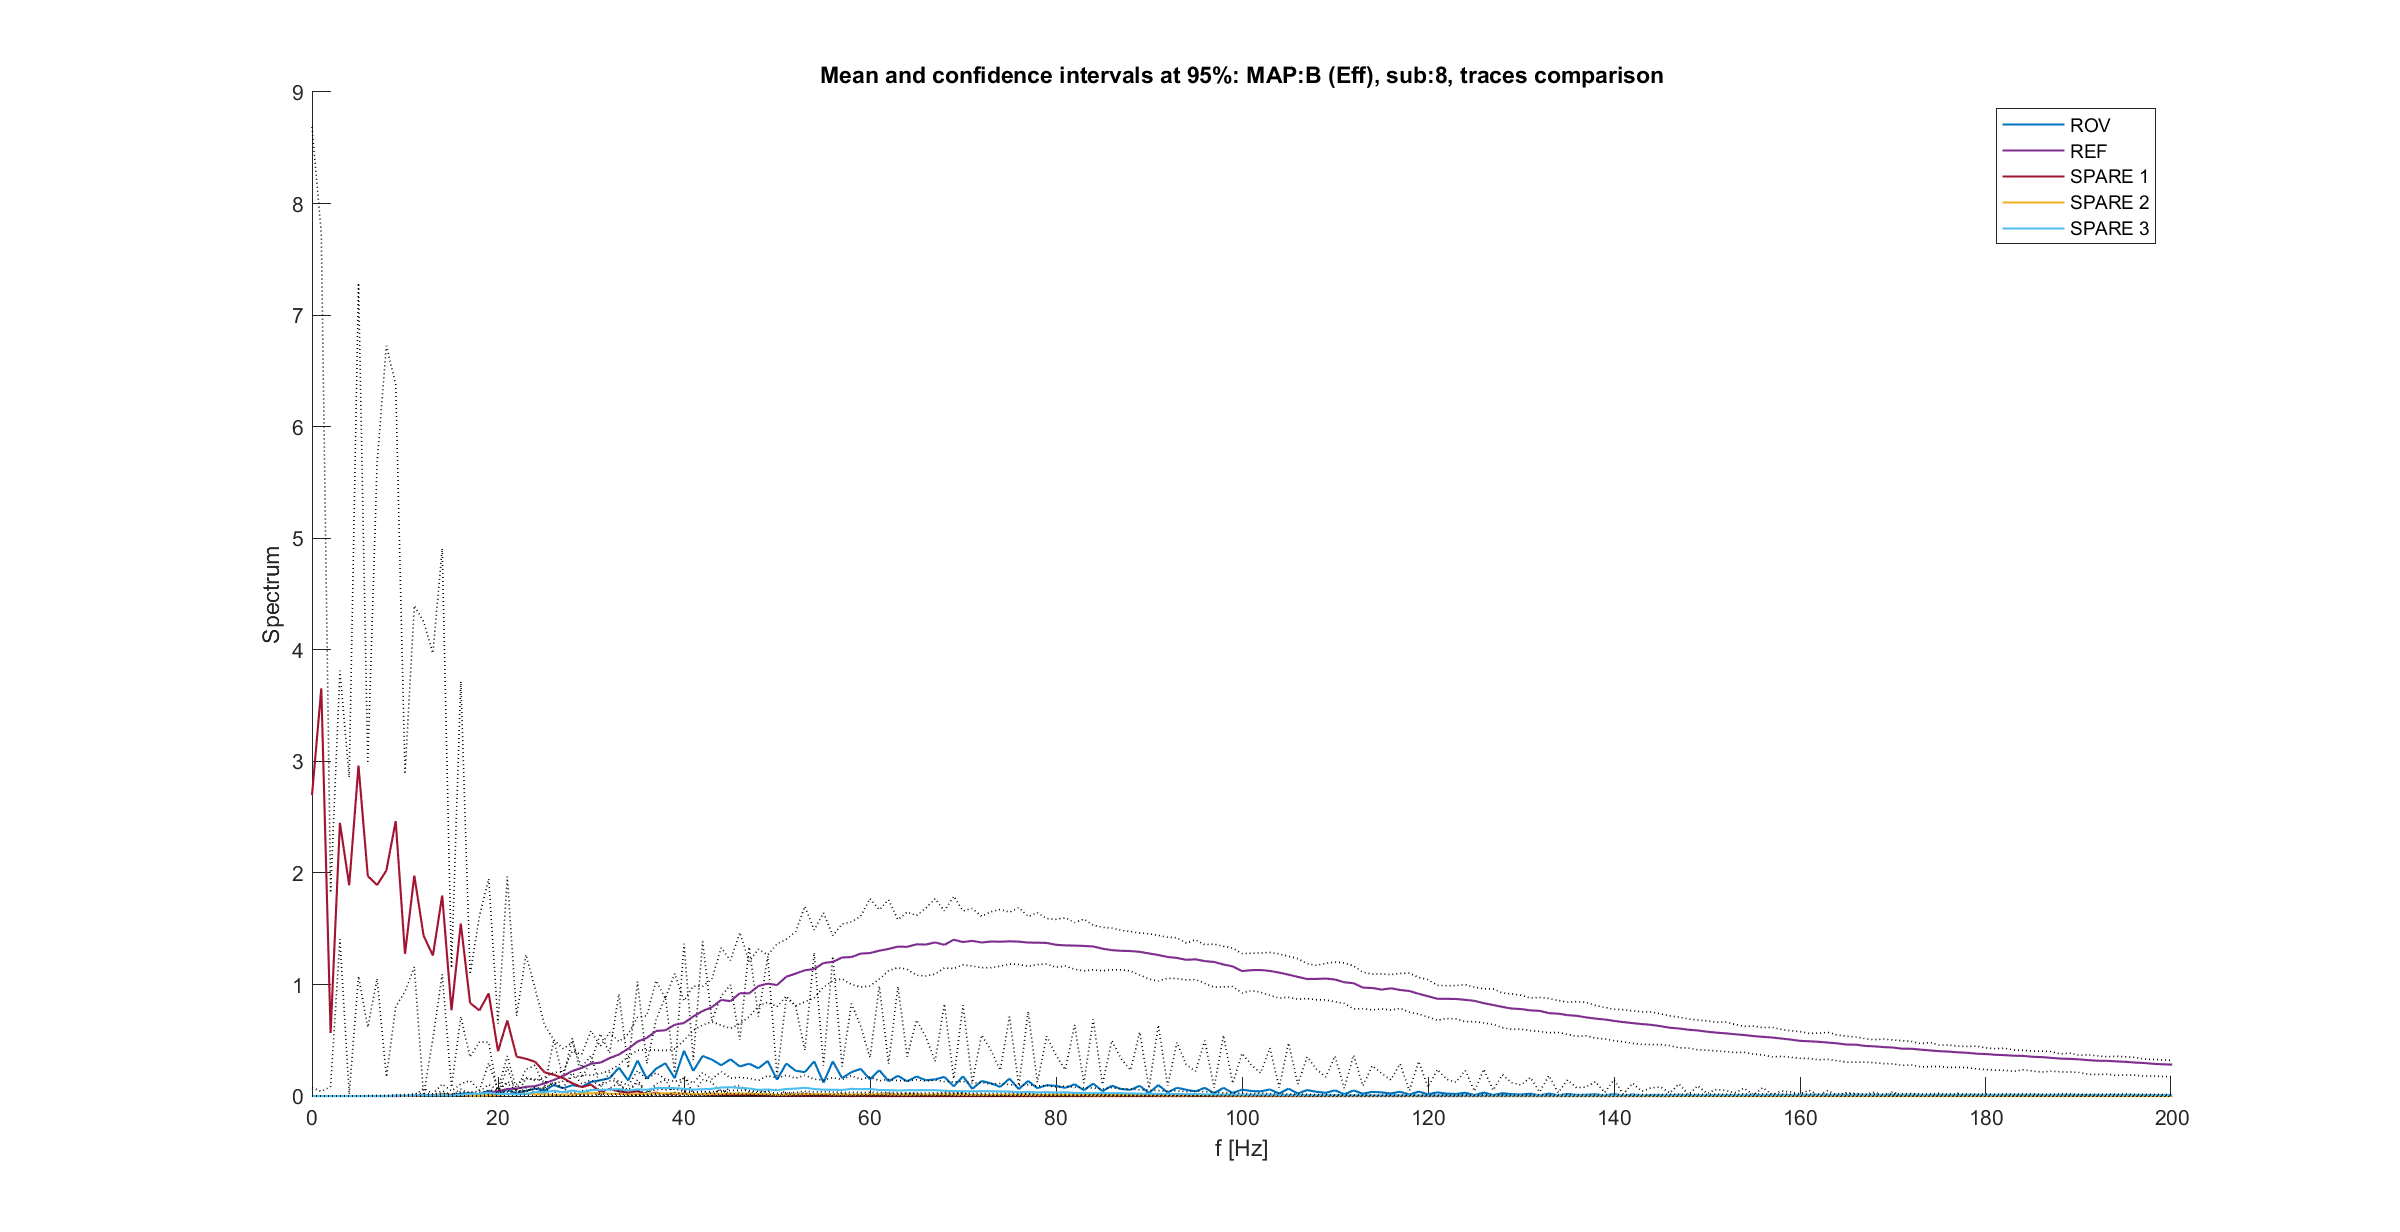 Mean and confidence intervals at 95%: MAP:B (Eff), sub:8, traces comparison
9
8
7
6
5
4
3
2
1
0
Spectrum
ROV
REF
SPARE 1
SPARE 2
SPARE 3
0 20 40 60 80 100 120 140 160 180 200
f [Hz]